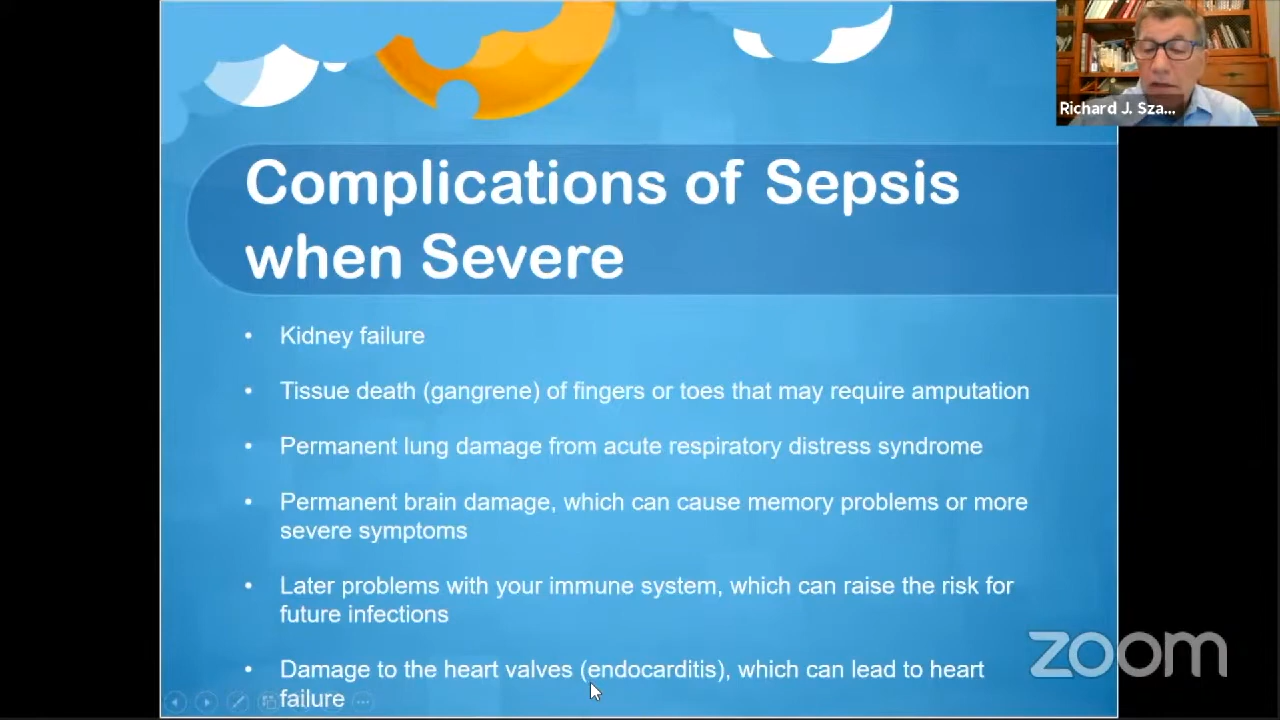 Richard J. Sza...
Complications of Sepsis
when Severe
• Kidney failure
• Tissue death (gangrene) of fingers or toes that may require amputation
• Permanent lung damage from acute respiratory distress syndrome
• Permanent brain damage, which can cause memory problems or more
severe symptoms
• Later problems with your immune system, which can raise the risk for
future infections
• Damage to the heart valves (endocarditis), which can lead to heart
failure
zoom